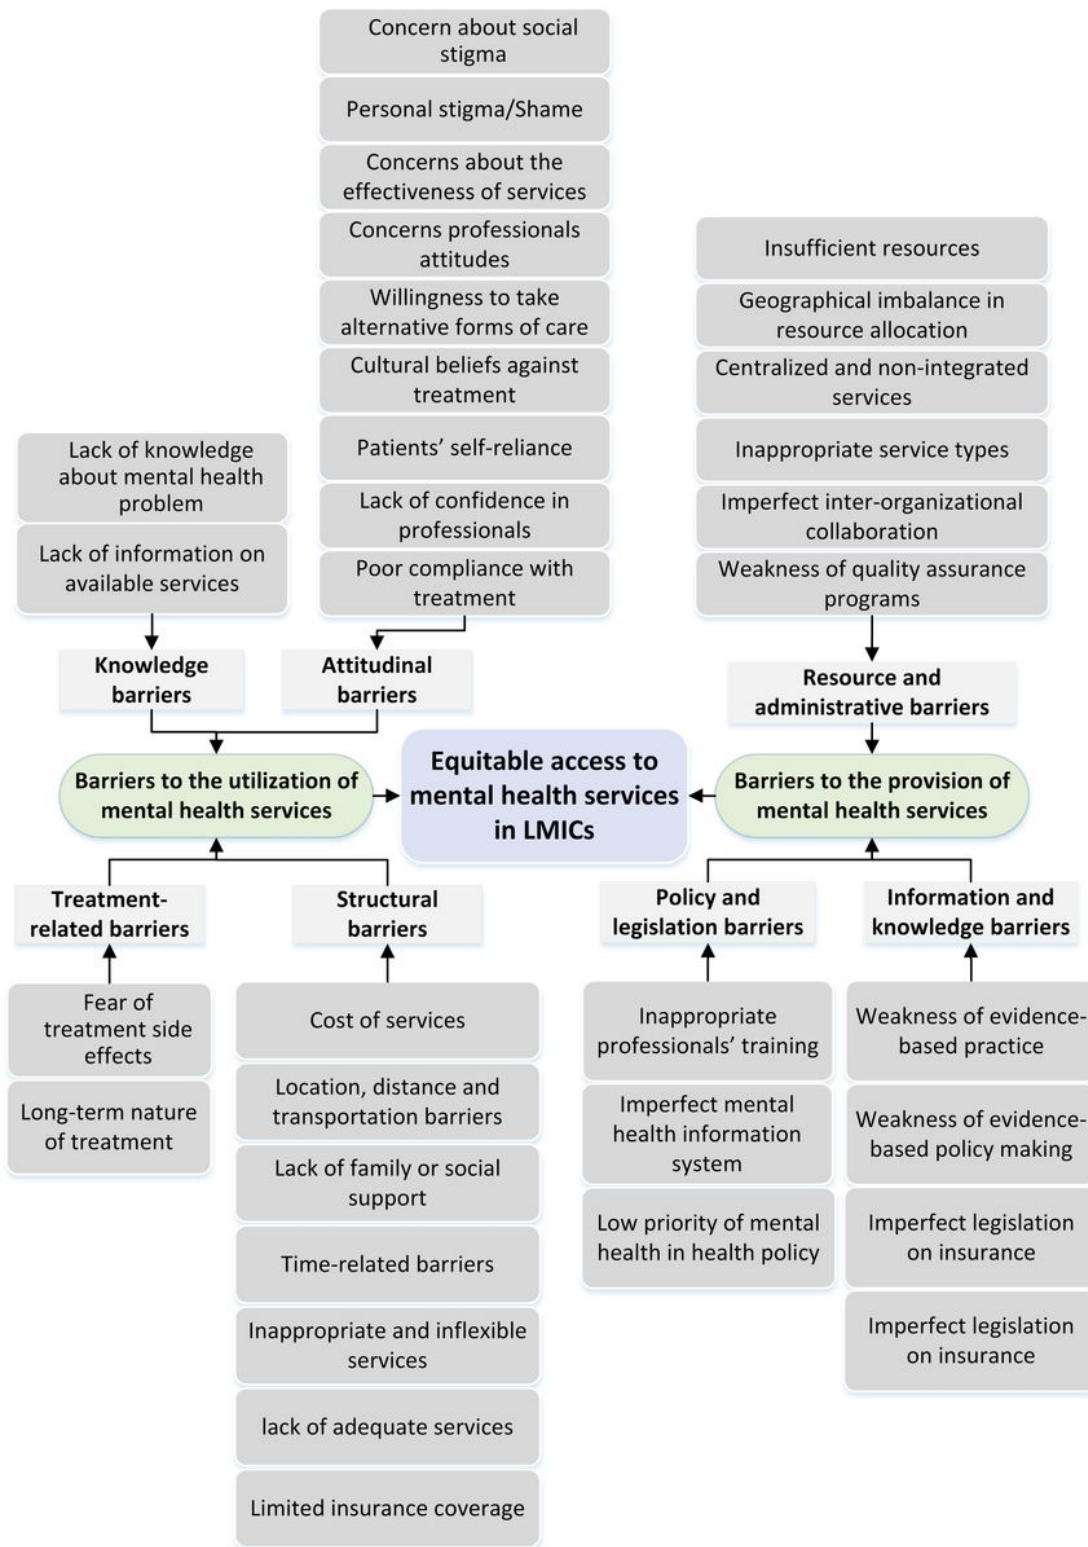 Concern about social
stigma
Personal stigma/Shame
Concerns about the
effectiveness of services
Concerns professionals
attitudes
Willingness to take
alternative forms of care
Cultural beliefs against
treatment
Patients’ self-reliance
Lack of confidence in
professionals
Poor compliance with
treatment
Lack of knowledge
about mental health
problem
Lack of information on
available services
Insufficient resources
Geographical imbalance in
resource allocation
Centralized and non-integrated
services
Inappropriate service types
Imperfect inter-organizational
collaboration
Weakness of quality assurance
programs
Knowledge
barriers
Attitudinal
barriers
Resource and
administrative barriers
Barriers to the utilization of
mental health services
Equitable access to
mental health services
in LMICs
Barriers to the provision of
mental health services
Treatment-
related barriers
Structural
barriers
Policy and
legislation barriers
Information and
knowledge barriers
Fear of
treatment side
effects
Long-term nature
of treatment
Cost of services
Location, distance and
transportation barriers
Lack of family or social
support
Time-related barriers
Inappropriate and inflexible
services
lack of adequate services
Limited insurance coverage
Inappropriate
professionals’ training
Imperfect mental
health information
system
Low priority of mental
health in health policy
Weakness of evidence-
based practice
Weakness of evidence-
based policy making
Imperfect legislation
on insurance
Imperfect legislation
on insurance